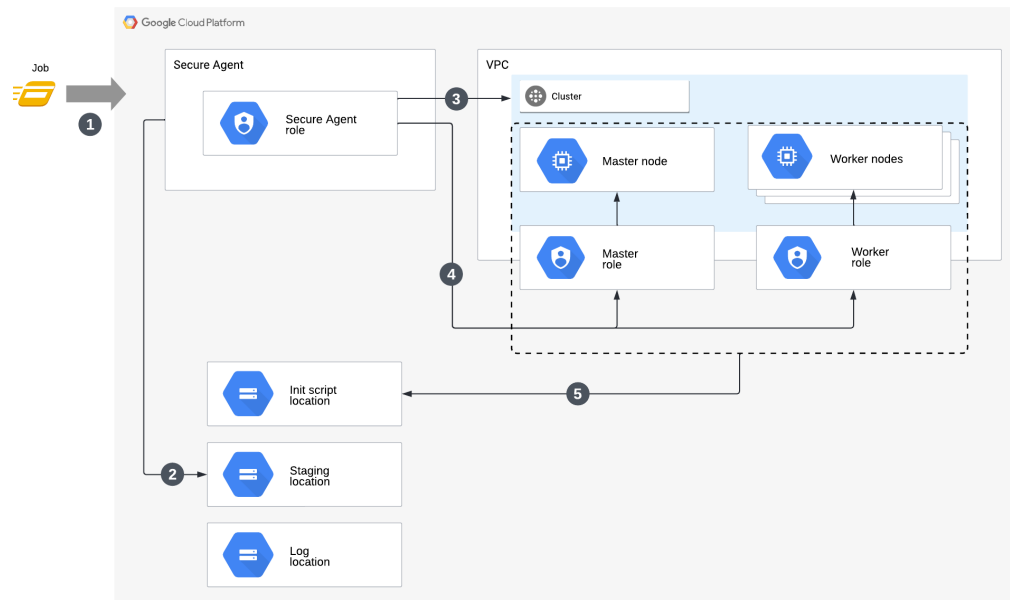 Google Cloud Platform
Job
1
Secure Agent
Secure Agent
role
VPC
3
Cluster
Master node
Worker nodes
Master
role
Worker
role
4
Init script
location
5
2
Staging
location
Log
location